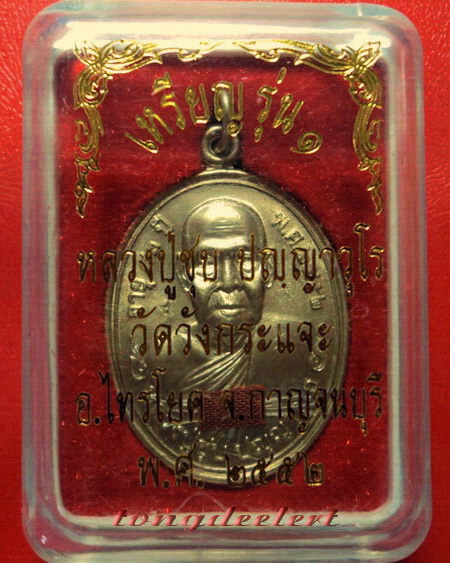 เหรียญ รุ่น ๑
หลวงปู่ชุบ ปญฺญาวุโธ
วัดวังกระแจะ
อ.ไทรโยค จ.กาญจนบุรี
พ.ศ. ๒๕๕๒
tongdeelert